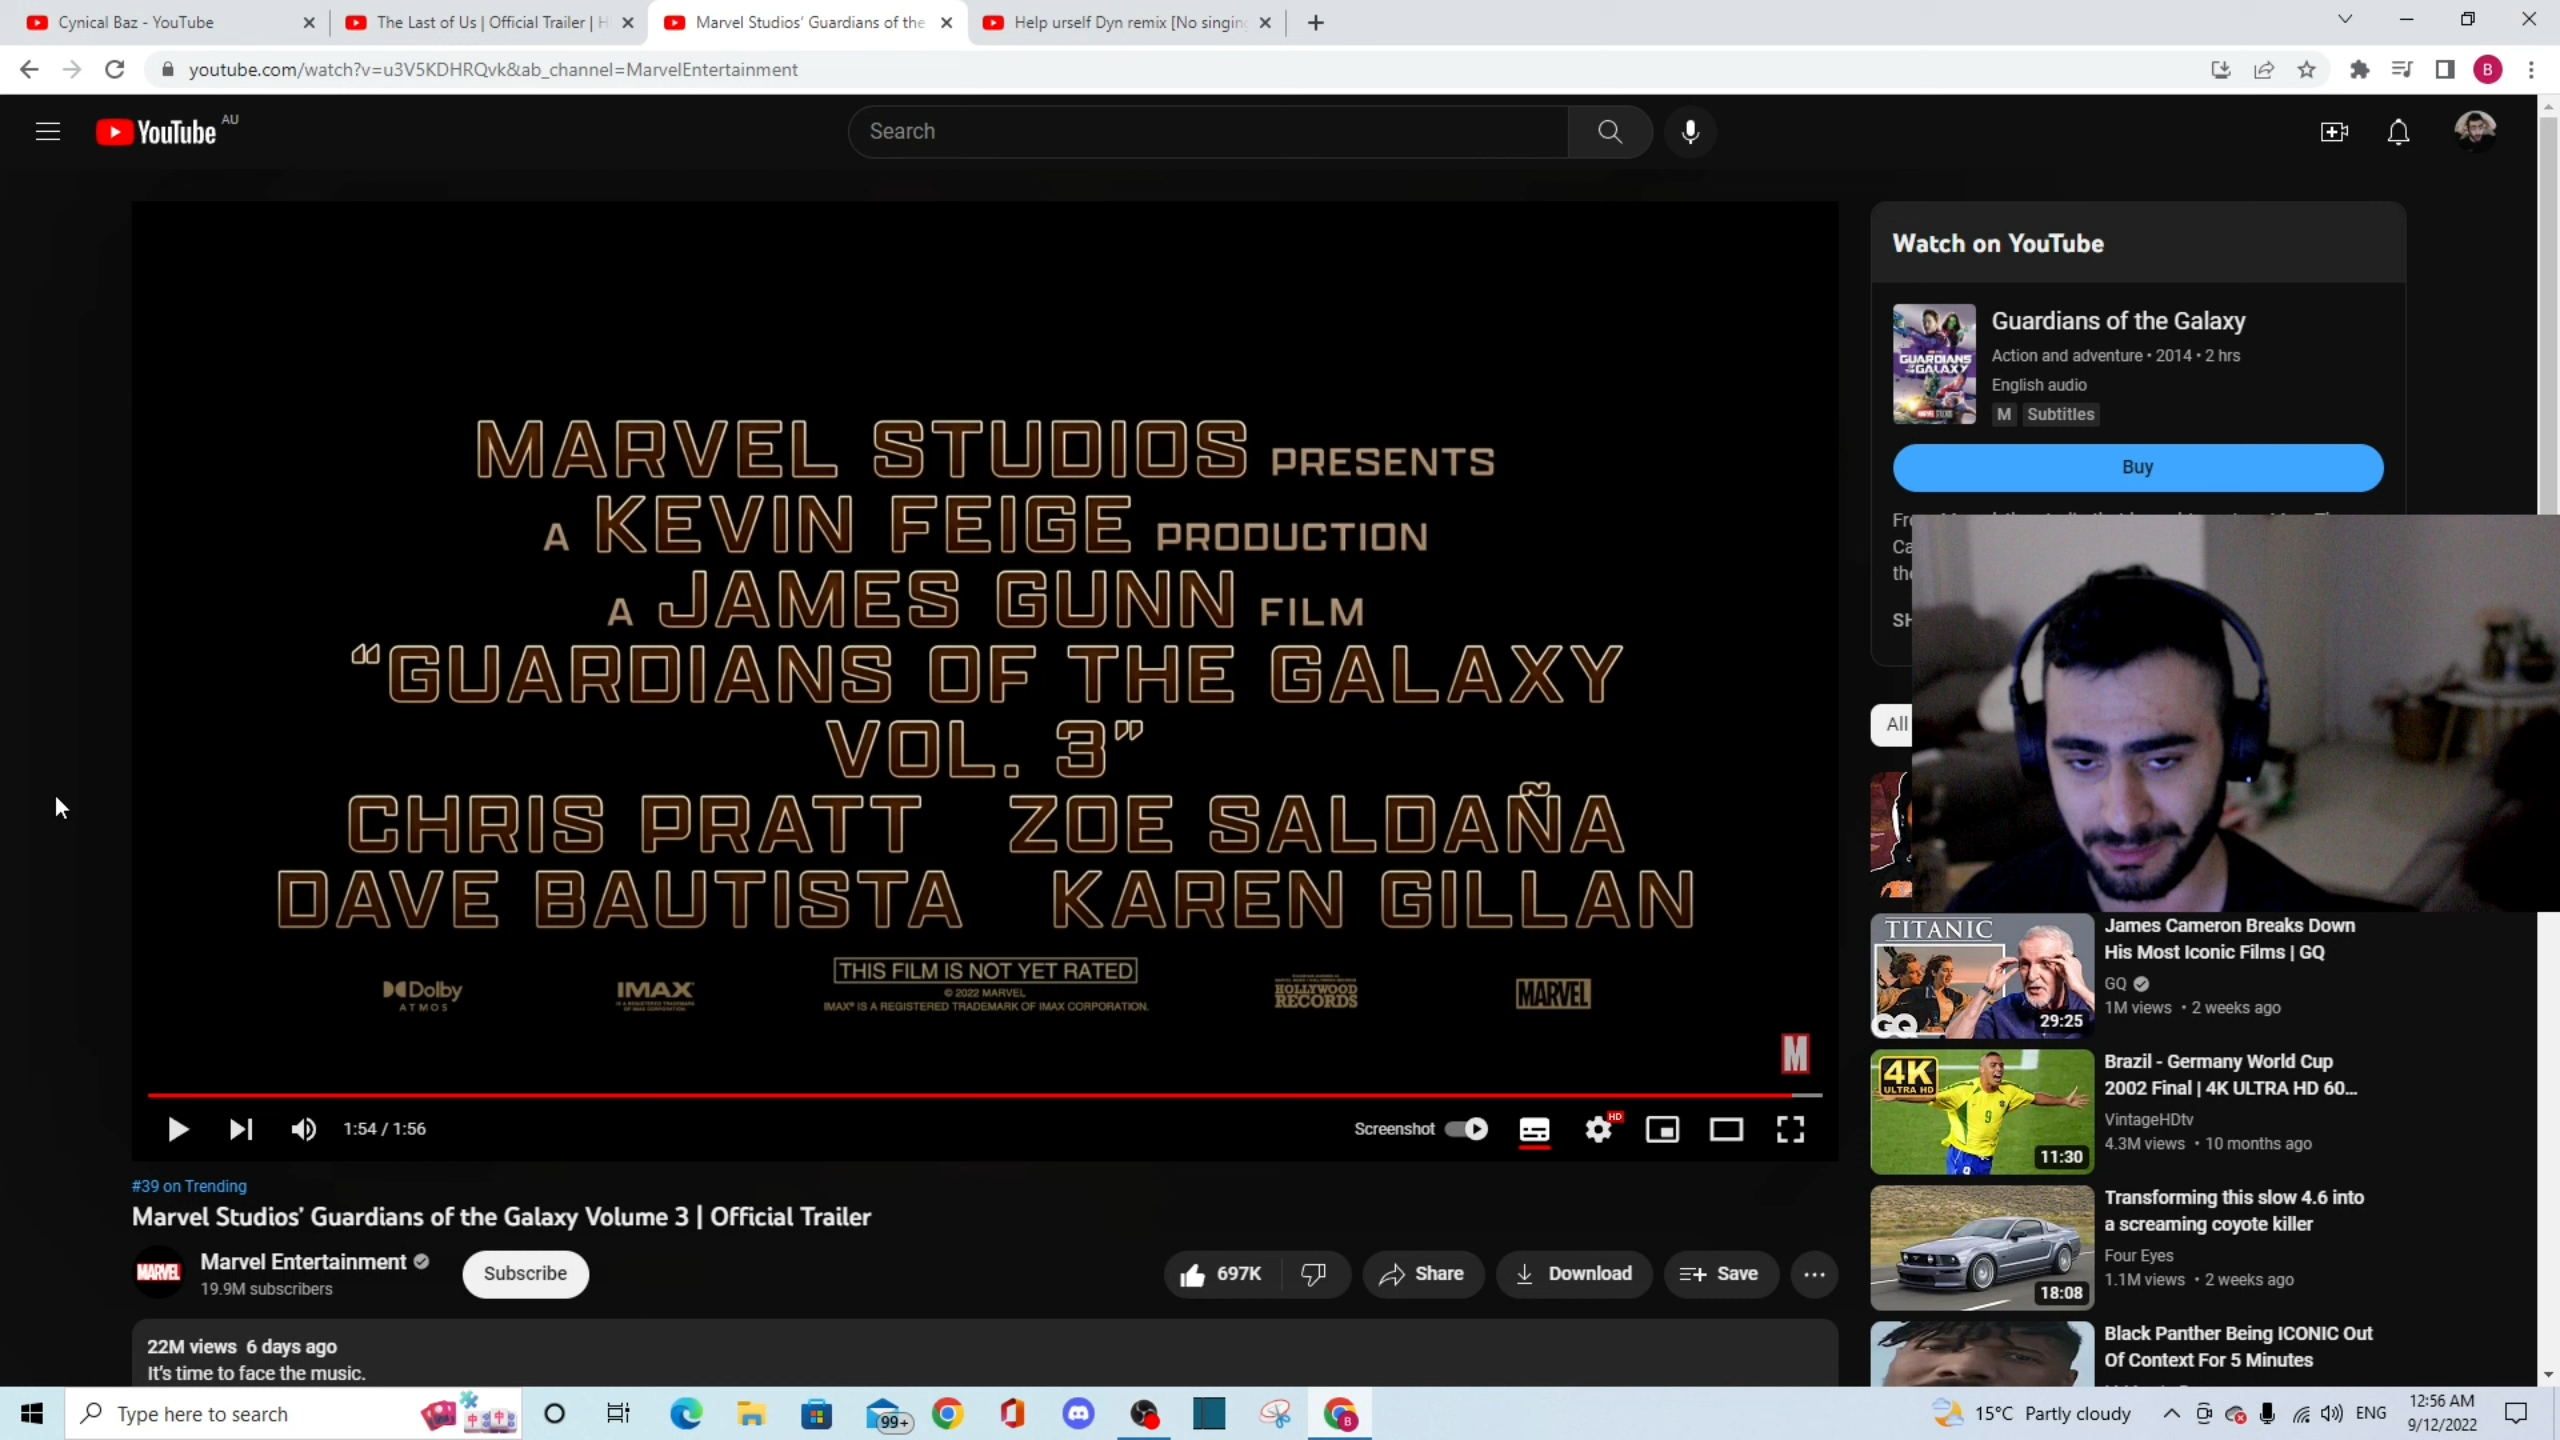 Cynical Baz - YouTube
The Last of Us | Official Trailer | H
Marvel Studios' Guardians of the
Help urself Dyn remix [No singing
youtube.com/watch?v=u3V5KDHRQvk&ab_channel=MarvelEntertainment
B
YouTube AU
Search
MARVEL STUDIOS PRESENTS
A KEVIN FEIGE PRODUCTION
A JAMES GUNN FILM
“GUARDIANS OF THE GALAXY
VOL. 3”
CHRIS PRATT ZOE SALDAÑA
DAVE BAUTISTA KAREN GILLAN
Dolby
ATMOS
IMAX
THIS FILM IS NOT YET RATED
© 2022 MARVEL
IMAX® IS A REGISTERED TRADEMARK OF IMAX CORPORATION.
HOLLYWOOD
RECORDS
MARVEL
M
1:54 / 1:56
Screenshot
HD
#39 on Trending
Marvel Studios’ Guardians of the Galaxy Volume 3 | Official Trailer
MARVEL
Marvel Entertainment
19.9M subscribers
Subscribe
697K
Share
Download
Save
22M views 6 days ago
It's time to face the music.
Watch on YouTube
GUARDIANS
OF THE GALAXY
Guardians of the Galaxy
Action and adventure • 2014 • 2 hrs
English audio
M Subtitles
Buy
All
TITANIC
GQ
29:25
James Cameron Breaks Down
His Most Iconic Films | GQ
GQ
1M views • 2 weeks ago
4K
ULTRA HD
9
11:30
Brazil - Germany World Cup
2002 Final | 4K ULTRA HD 60...
VintageHDtv
4.3M views • 10 months ago
18:08
Transforming this slow 4.6 into
a screaming coyote killer
Four Eyes
1.1M views • 2 weeks ago
Black Panther Being ICONIC Out
Of Context For 5 Minutes
Type here to search
99+
B
15°C Partly cloudy
ENG
12:56 AM
9/12/2022